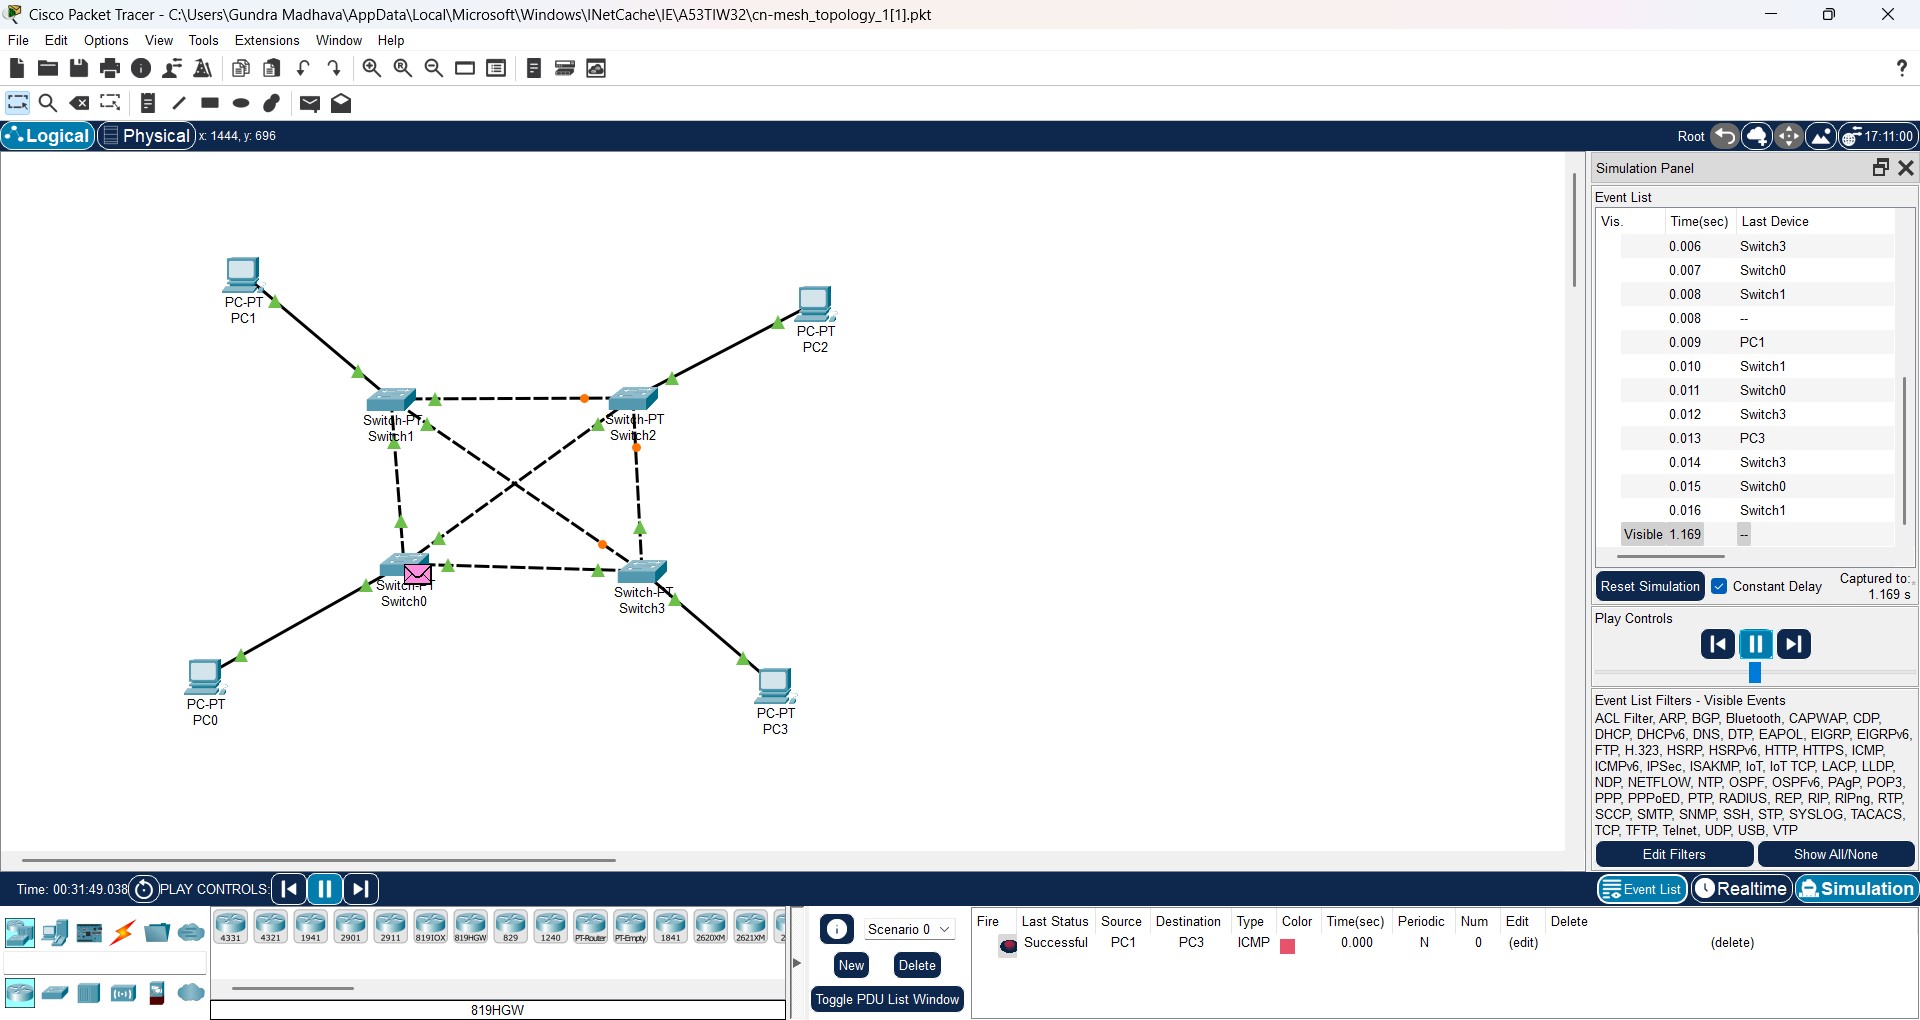 Cisco Packet Tracer - C:\Users\Gundra Madhava\AppData\Local\Microsoft\Windows\INetCache\IE\A53TIW32\cn-mesh_topology_1[1].pkt
File Edit Options View Tools Extensions Window Help
?
Logical Physical x: 1444, y: 696 Root 17:11:00
Simulation Panel
Event List
Vis. Time(sec) Last Device
0.006 Switch3
0.007 Switch0
0.008 Switch1
0.008 --
0.009 PC1
0.010 Switch1
0.011 Switch0
0.012 Switch3
0.013 PC3
0.014 Switch3
0.015 Switch0
0.016 Switch1
Visible 1.169 --
Reset Simulation Constant Delay Captured to:
1.169 s
Play Controls
Event List Filters - Visible Events
ACL Filter, ARP, BGP, Bluetooth, CAPWAP, CDP,
DHCP, DHCPv6, DNS, DTP, EAPOL, EIGRP, EIGRPv6,
FTP, H.323, HSRP, HSRPv6, HTTP, HTTPS, ICMP,
ICMPv6, IPSec, ISAKMP, IoT, IoT TCP, LACP, LLDP,
NDP, NETFLOW, NTP, OSPF, OSPFv6, PAgP, POP3,
PPP, PPPoED, PTP, RADIUS, REP, RIP, RIPng, RTP,
SCCP, SMTP, SNMP, SSH, STP, SYSLOG, TACACS,
TCP, TFTP, Telnet, UDP, USB, VTP
Edit Filters Show All/None
PC-PT
PC1
PC-PT
PC2
Switch-PT
Switch1
Switch-PT
Switch2
Switch-PT
Switch0
Switch-PT
Switch3
PC-PT
PC0
PC-PT
PC3
Time: 00:31:49.038 PLAY CONTROLS: Event List Realtime Simulation
4331 4321 1941 2901 2911 819IOX 819HGW 829 1240 PT-Router PT-Empty 1841 2620XM 2621XM 2
819HGW
Scenario 0
New Delete
Toggle PDU List Window
Fire Last Status Source Destination Type Color Time(sec) Periodic Num Edit Delete
Successful PC1 PC3 ICMP 0.000 N 0 (edit) (delete)